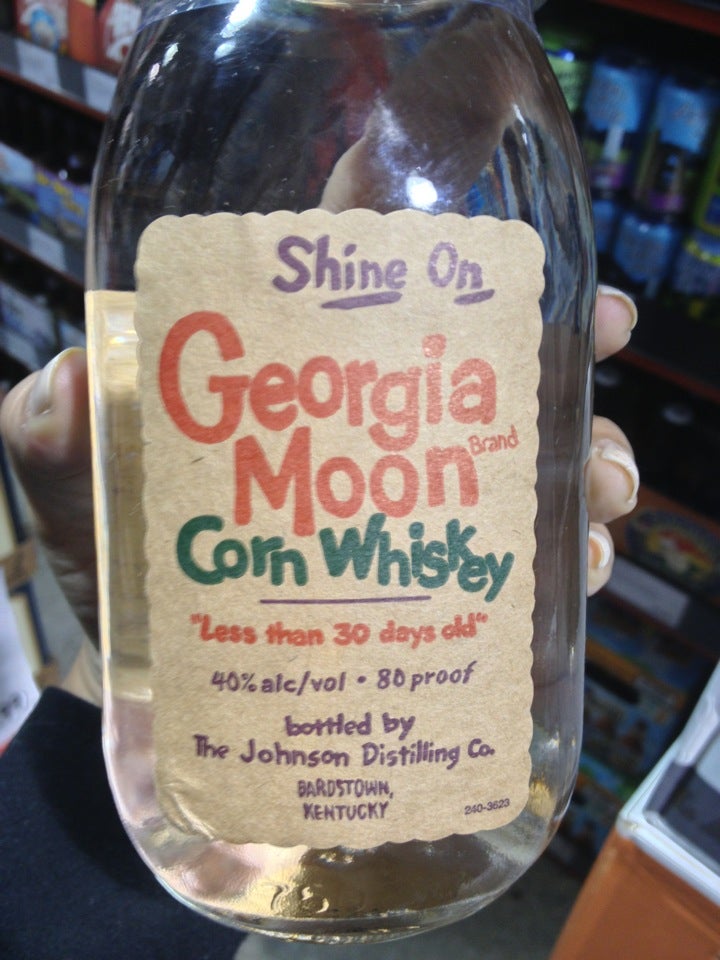 Shine On
Georgia
Moon Brand
Corn Whiskey
"Less than 30 days old"
40% alc/vol • 80 proof
bottled by
The Johnson Distilling Co.
BARDSTOWN,
KENTUCKY
240-3623